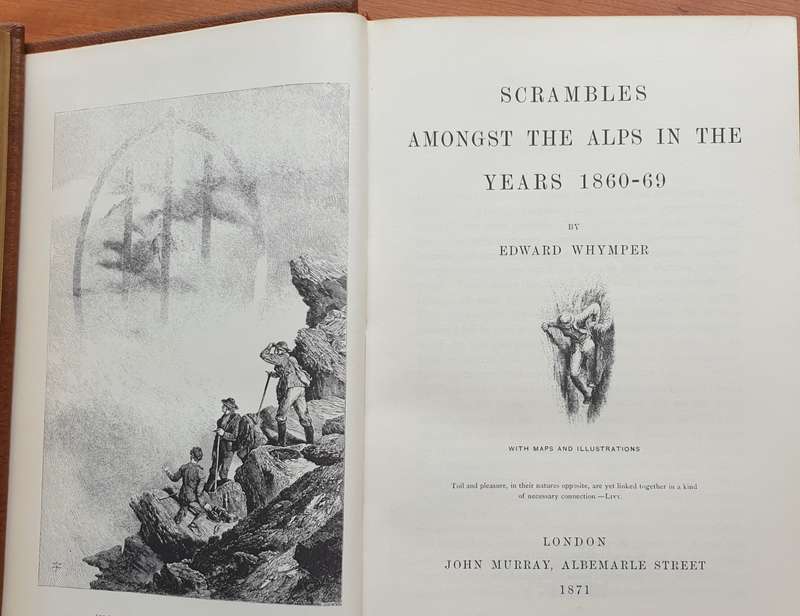 SCRAMBLES
AMONGST THE ALPS IN THE
YEARS 1860-69
BY
EDWARD WHYMPER
WITH MAPS AND ILLUSTRATIONS
Toil and pleasure, in their natures opposite, are yet linked together in a kind
of necessary connection.—LIVY.
LONDON
JOHN MURRAY, ALBEMARLE STREET
1871